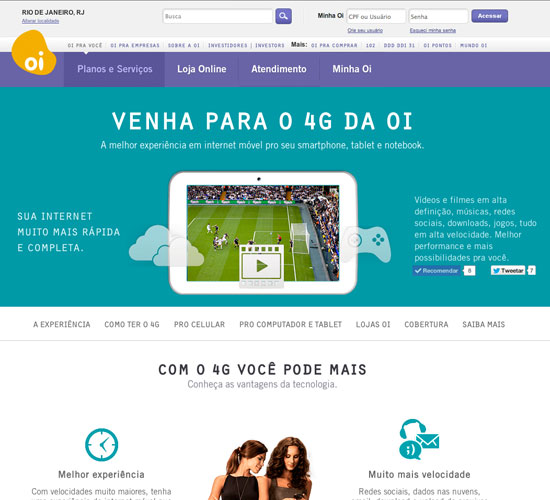 RIO DE JANEIRO, RJ
Alterar localidade
Busca
Minha Oi
CPF ou Usuário
Senha
Acessar
Crie seu usuário
Esqueci minha senha
OI PRA VOCÊ
OI PRA EMPRESAS
SOBRE A OI
INVESTIDORES | INVESTORS
Mais:
OI PRA COMPRAR
102
DDD DDI 31
OI PONTOS
MUNDO OI
oi
Planos e Serviços
Loja Online
Atendimento
Minha Oi
VENHA PARA O 4G DA OI
A melhor experiência em internet móvel pro seu smartphone, tablet e notebook.
SUA INTERNET
MUITO MAIS RÁPIDA
E COMPLETA.
Vídeos e filmes em alta
definição, músicas, redes
sociais, downloads, jogos, tudo
em alta velocidade. Melhor
performance e mais
possibilidades pra você.
Recomendar
6
Tweetar
7
A EXPERIÊNCIA
COMO TER O 4G
PRO CELULAR
PRO COMPUTADOR E TABLET
LOJAS OI
COBERTURA
SAIBA MAIS
COM O 4G VOCÊ PODE MAIS
Conheça as vantagens da tecnologia.
Melhor experiência
Com velocidades muito maiores, tenha
Muito mais velocidade
Redes sociais, dados nas nuvens,